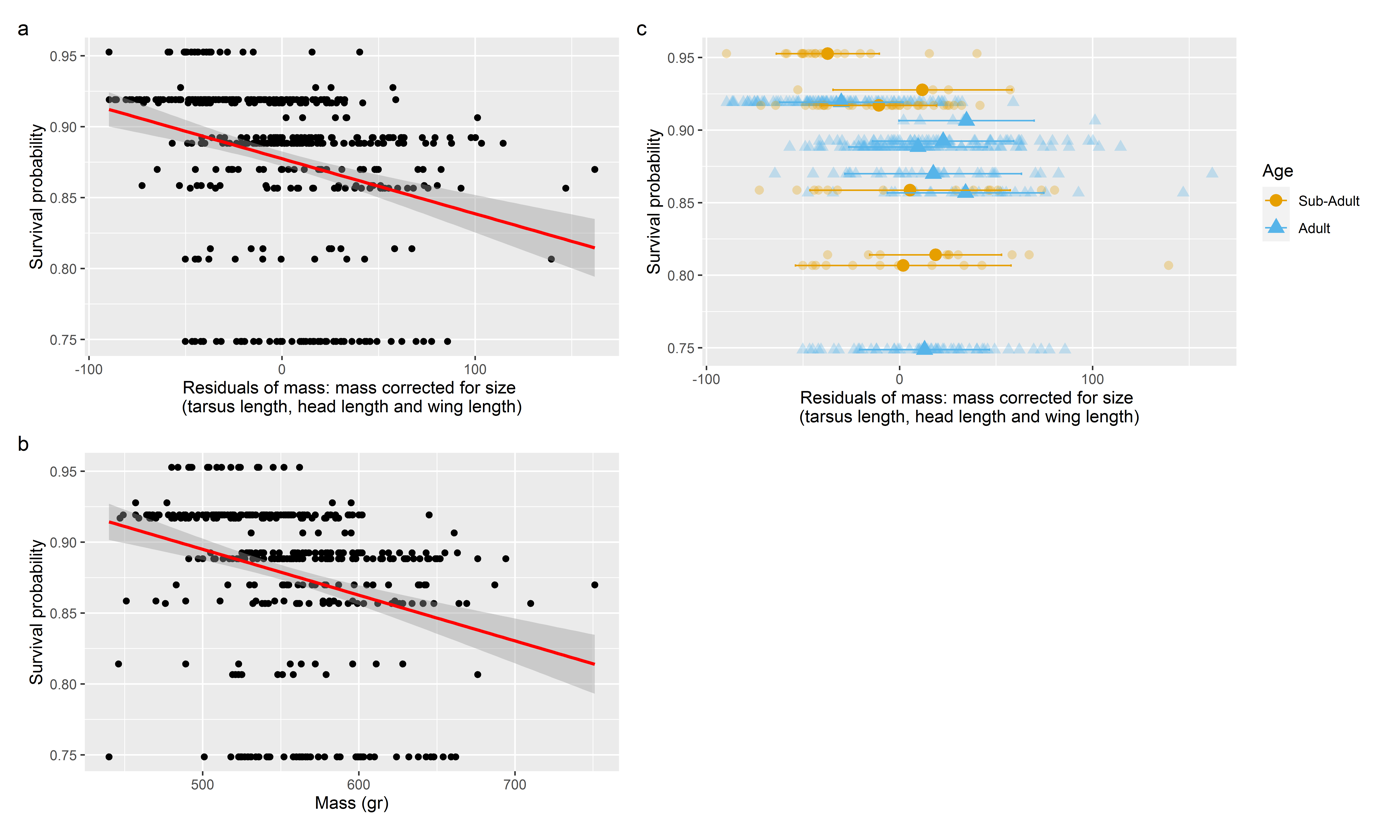 a
Survival probability
0.95
0.90
0.85
0.80
0.75
-100
0
100
Residuals of mass: mass corrected for size
(tarsus length, head length and wing length)
c
Survival probability
0.95
0.90
0.85
0.80
0.75
-100
0
100
Residuals of mass: mass corrected for size
(tarsus length, head length and wing length)
Age
Sub-Adult
Adult
b
Survival probability
0.95
0.90
0.85
0.80
0.75
500
600
700
Mass (gr)